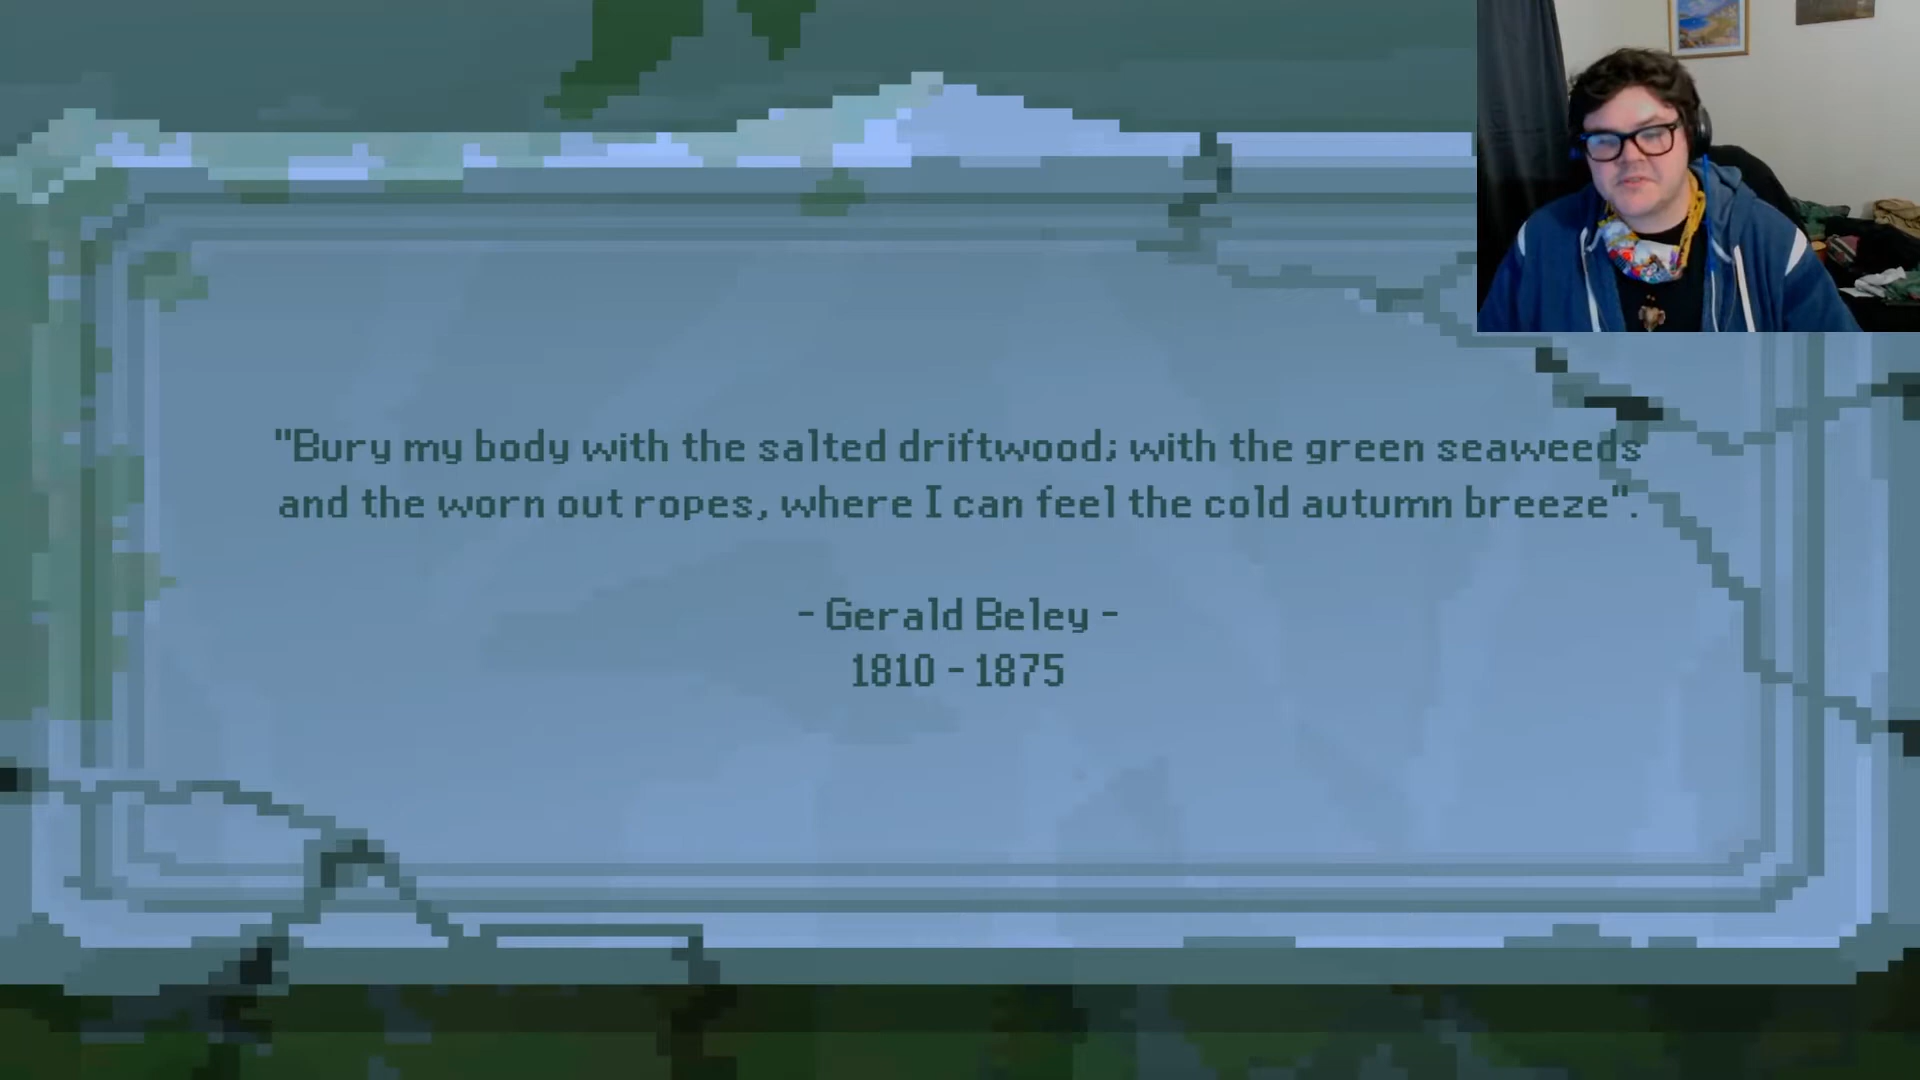 "Bury my body with the salted driftwood; with the green seaweeds
and the worn out ropes, where I can feel the cold autumn breeze".
- Gerald Beley -
1810 - 1875